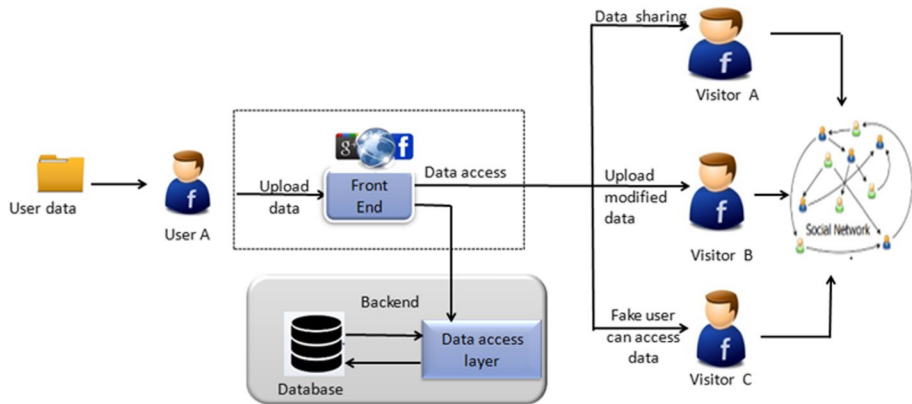 Data sharing
Visitor A
User data
User A
Upload
data
g+
f
Front
End
Data access
Upload
modified
data
Visitor B
Social Network
Backend
Database
Data access
layer
Fake user
can access
data
Visitor C
f
f
f
f